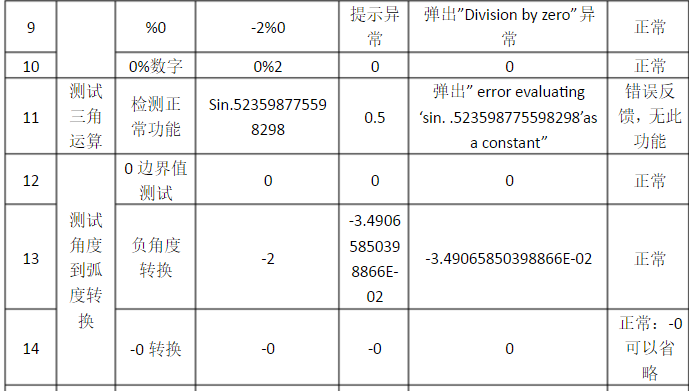 9
%0
-2%0
提示异
常
弹出”Division by zero”异
常
正常
10
0%数字
0%2
0
0
正常
测试
三角
运算
11
检测正
常功能
Sin.52359877559
8298
0.5
弹出” error evaluating
‘sin. .523598775598298’as
a constant”
错误反
馈，无此
功能
测试
角度
到弧
度转
换
12
0 边界值
测试
0
0
0
正常
13
负角度
转换
-2
-3.4906
585039
8866E-
02
-3.49065850398866E-02
正常
14
-0 转换
-0
-0
0
正常：-0
可以省
略